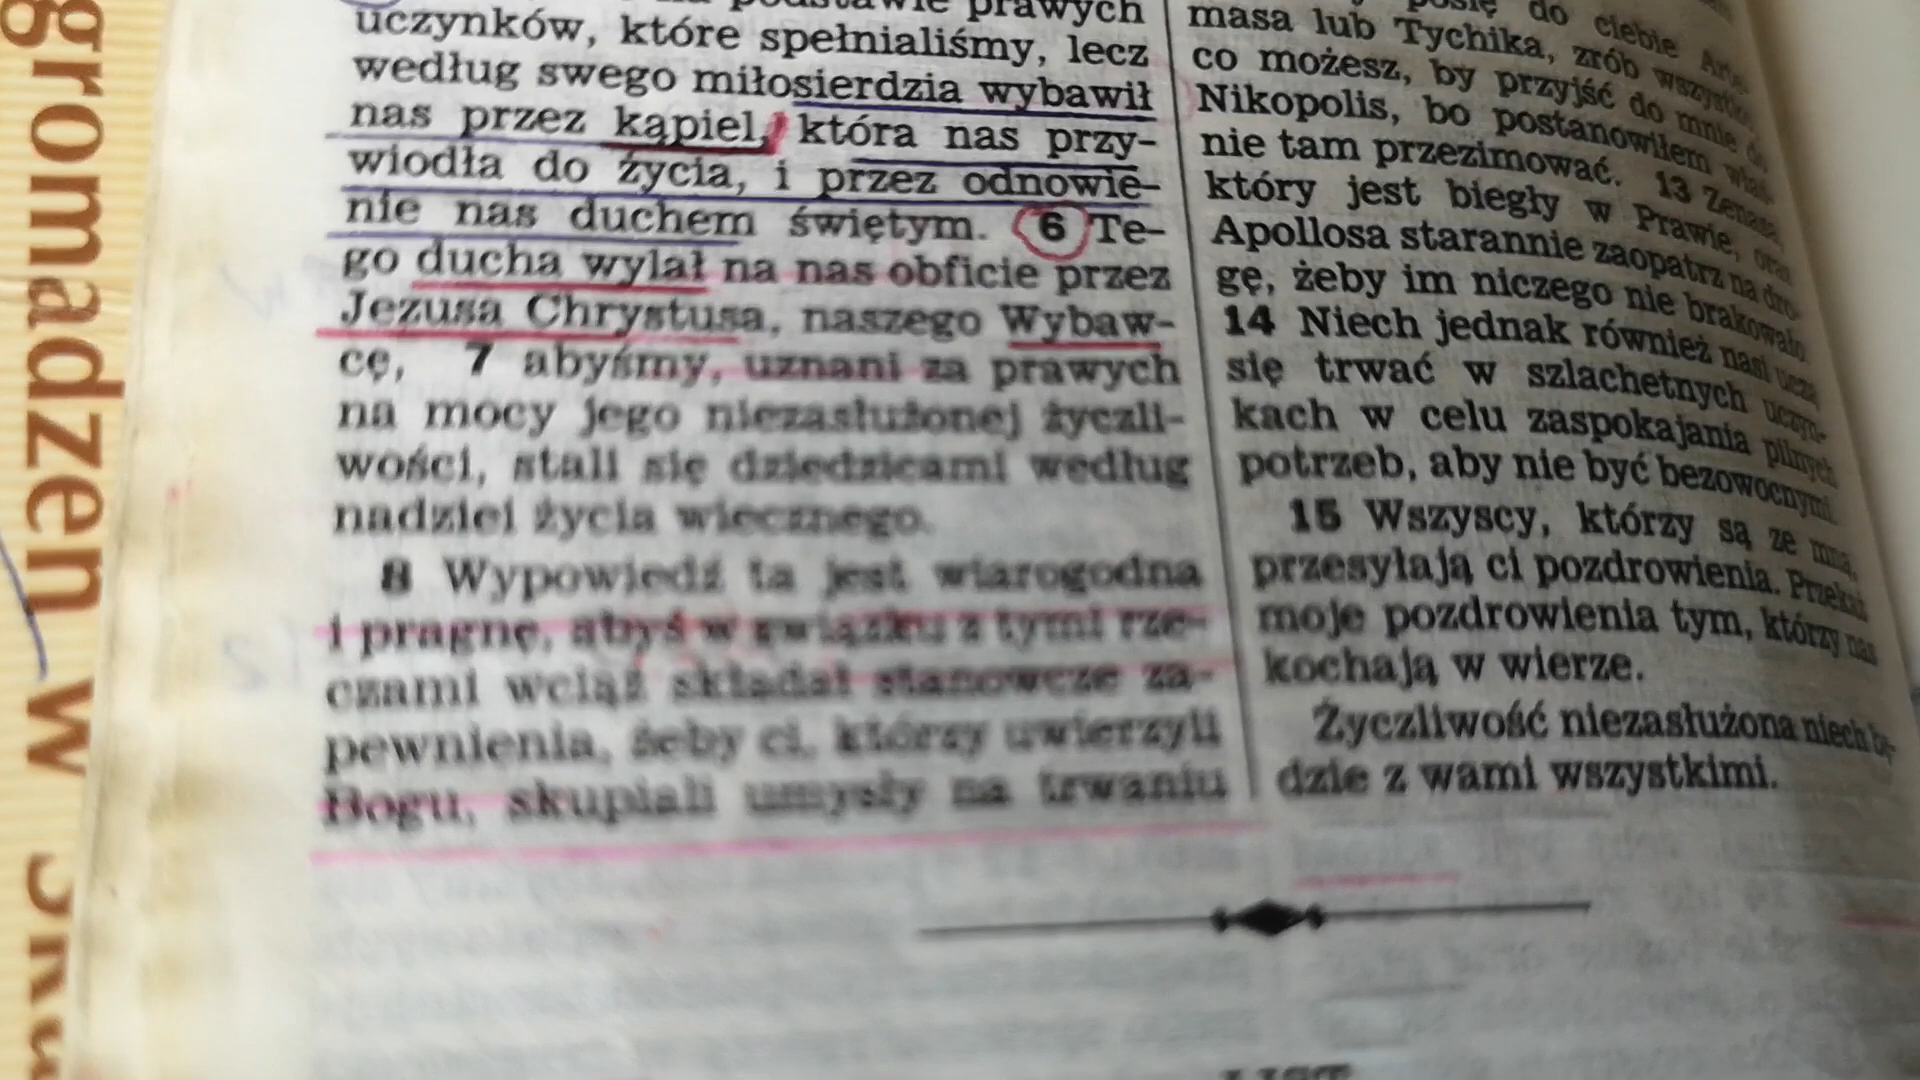 gromadzeń w
prawych
uczynków, które spełnialiśmy, lecz
według swego miłosierdzia wybawił
nas przez kąpiel, która nas przy-
wiodła do życia, i przez odnowie-
nie nas duchem świętym. 6 Te-
go ducha wylał na nas obficie przez
Jezusa Chrystusa, naszego Wybaw-
cę, 7 abyśmy, uznani za prawych
na mocy jego niezasłużonej życzli-
wości, stali się dziedzicami według
nadziei życia wiecznego.
8 Wypowiedź ta jest wiarogodna
i pragnę, abyś w związku z tymi rze-
czami wciąż składał stanowcze za-
pewnienia, żeby ci, którzy uwierzyli
Bogu, skupiali umysły na trwaniu
do ciebie Arte-
masa lub Tychika, zrób wszystko,
co możesz, by przyjść do mnie do
Nikopolis, bo postanowiłem właś-
nie tam przezimować. 13 Zenasa,
który jest biegły w Prawie, oraz
Apollosa starannie zaopatrz na dro-
gę, żeby im niczego nie brakowało.
14 Niech jednak również nasi uczą
się trwać w szlachetnych uczyn-
kach w celu zaspokajania pilnych
potrzeb, aby nie być bezowocnymi.
15 Wszyscy, którzy są ze mną,
przesyłają ci pozdrowienia. Przekaż
moje pozdrowienia tym, którzy nas
kochają w wierze.
Życzliwość niezasłużona niech bę-
dzie z wami wszystkimi.